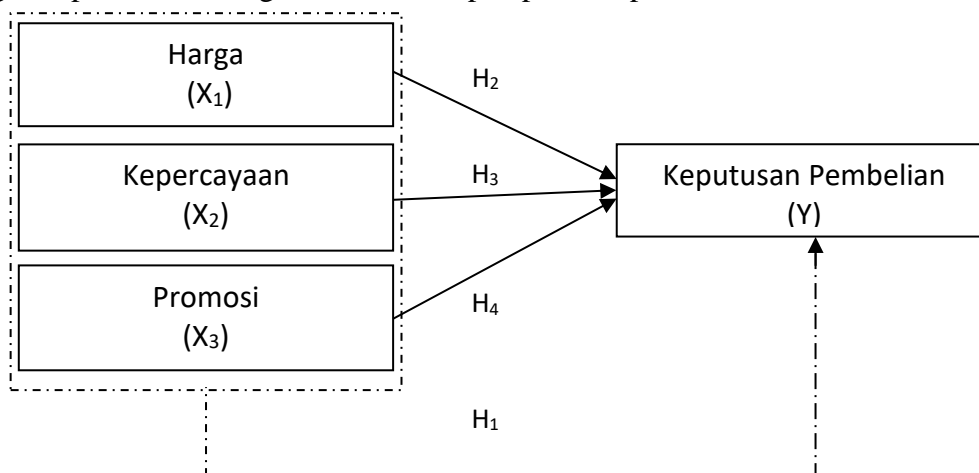 Harga
(X₁)
H₂
Kepercayaan
(X₂)
H₃
Keputusan Pembelian
(Y)
Promosi
(X₃)
H₄
H₁